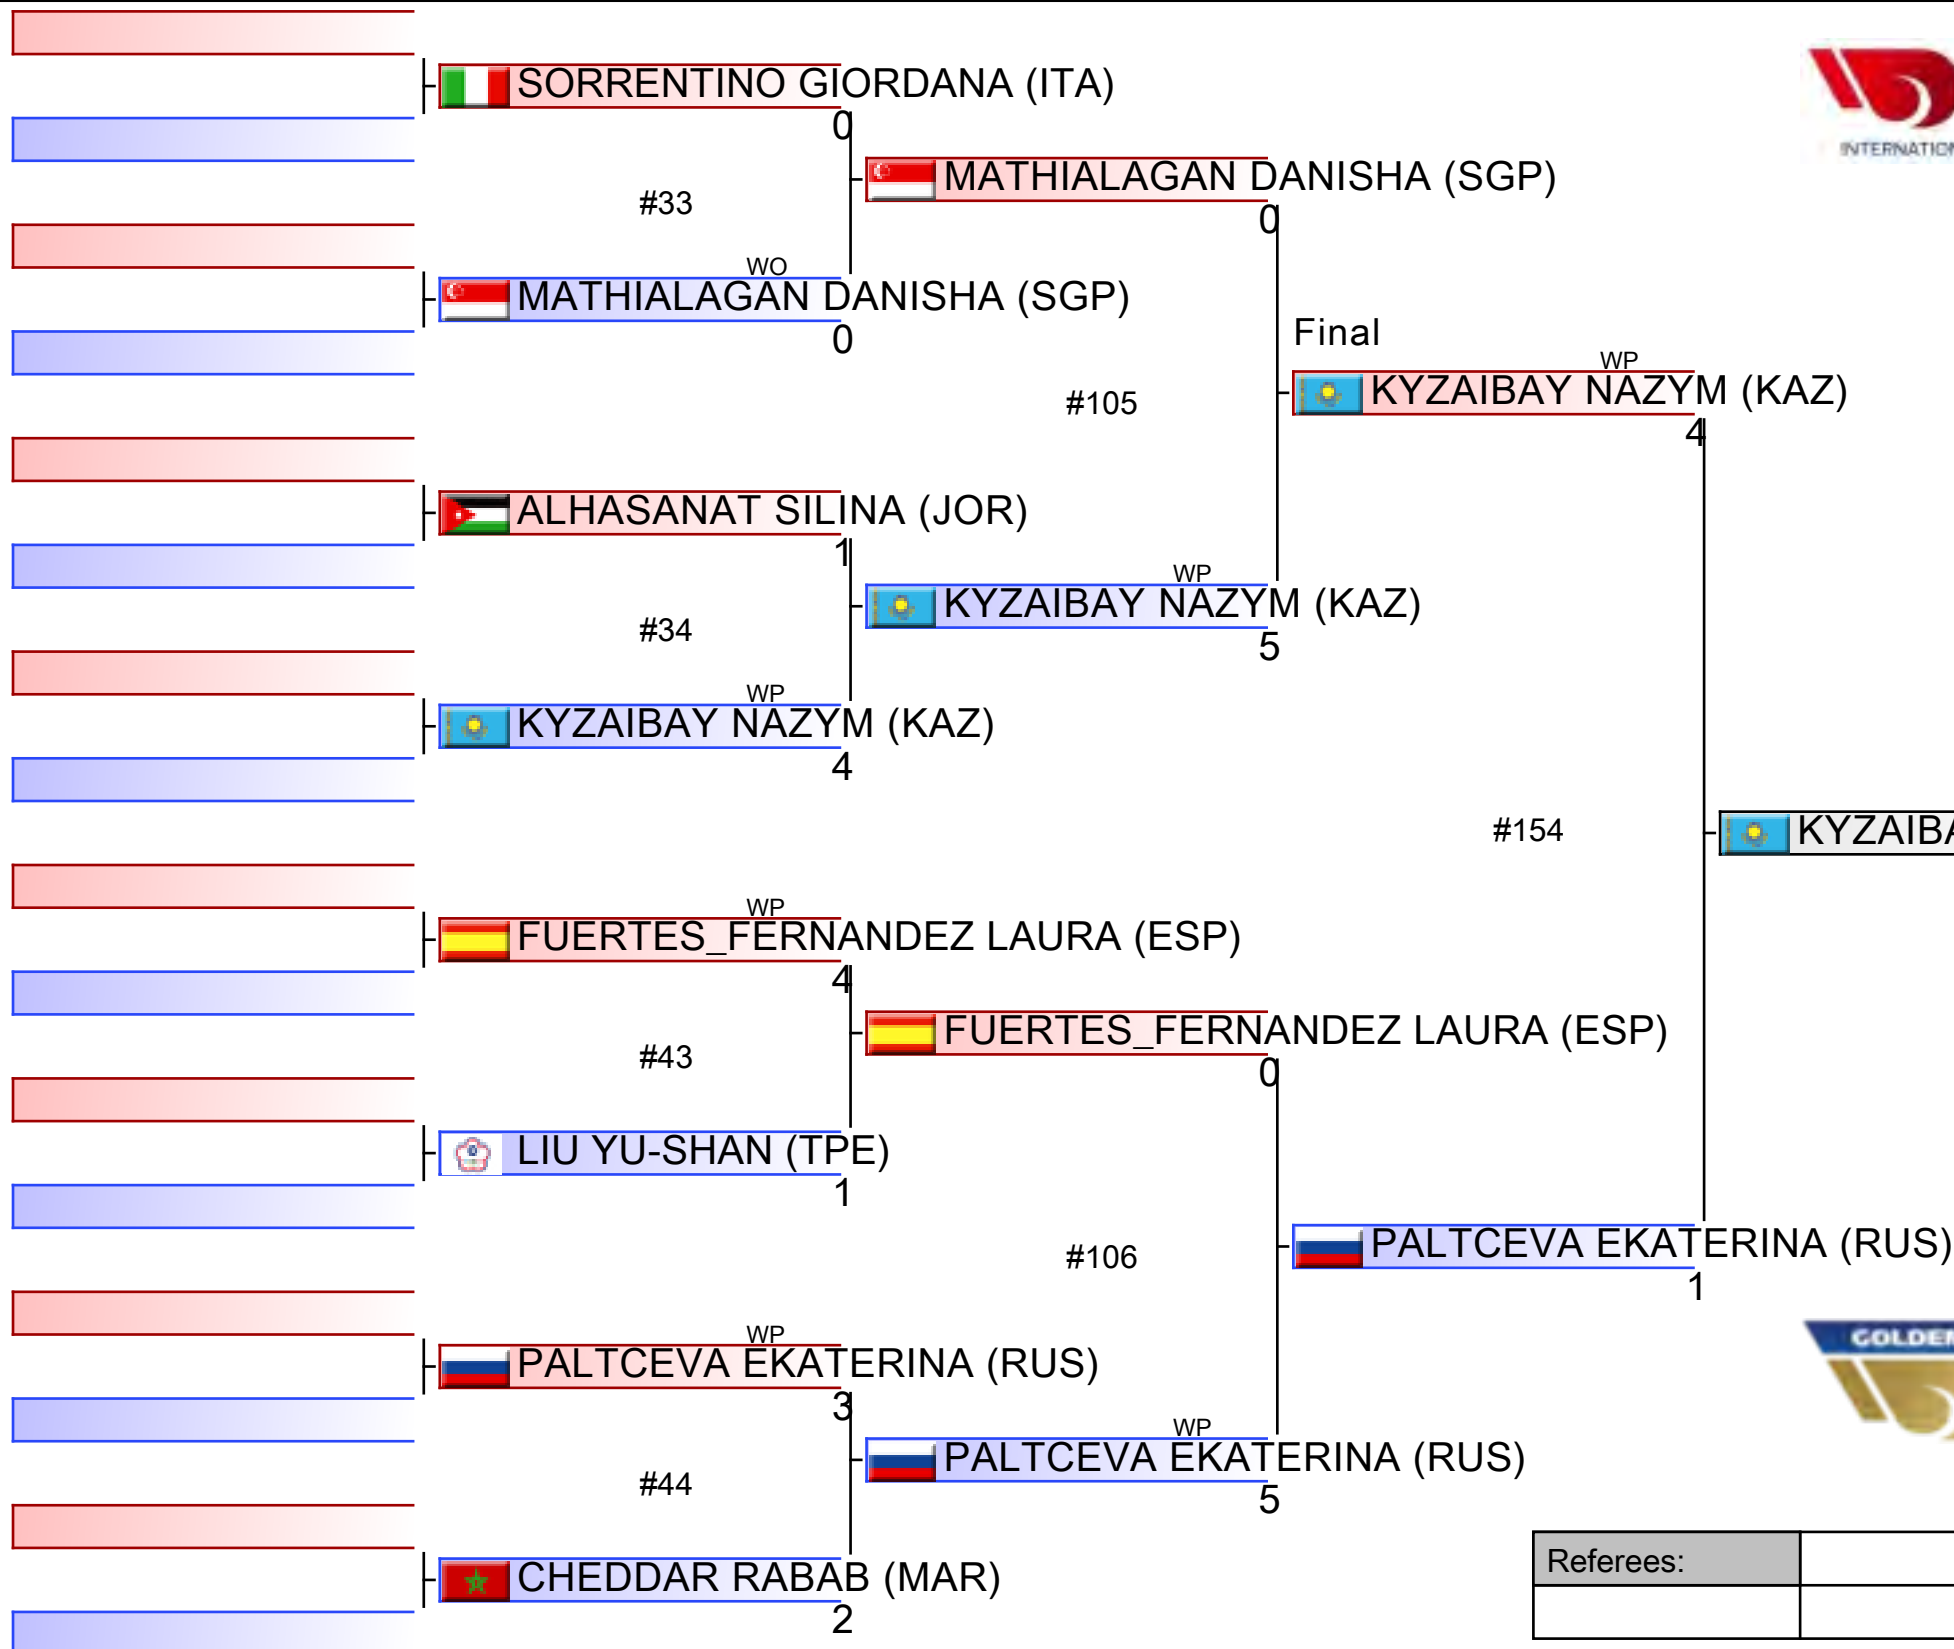 SORRENTINO GIORDANA (ITA)
0
INTERNATION
MATHIALAGAN DANISHA (SGP)
0
#33
WO
MATHIALAGAN DANISHA (SGP)
0
Final
WP
KYZAIBAY NAZYM (KAZ)
4
#105
ALHASANAT SILINA (JOR)
1
WP
KYZAIBAY NAZYM (KAZ)
5
#34
WP
KYZAIBAY NAZYM (KAZ)
4
#154
KYZAIBA
WP
FUERTES_FERNANDEZ LAURA (ESP)
4
FUERTES_FERNANDEZ LAURA (ESP)
0
#43
LIU YU-SHAN (TPE)
1
#106
PALTCEVA EKATERINA (RUS)
1
WP
PALTCEVA EKATERINA (RUS)
3
GOLDEN
WP
PALTCEVA EKATERINA (RUS)
5
#44
CHEDDAR RABAB (MAR)
2
Referees: